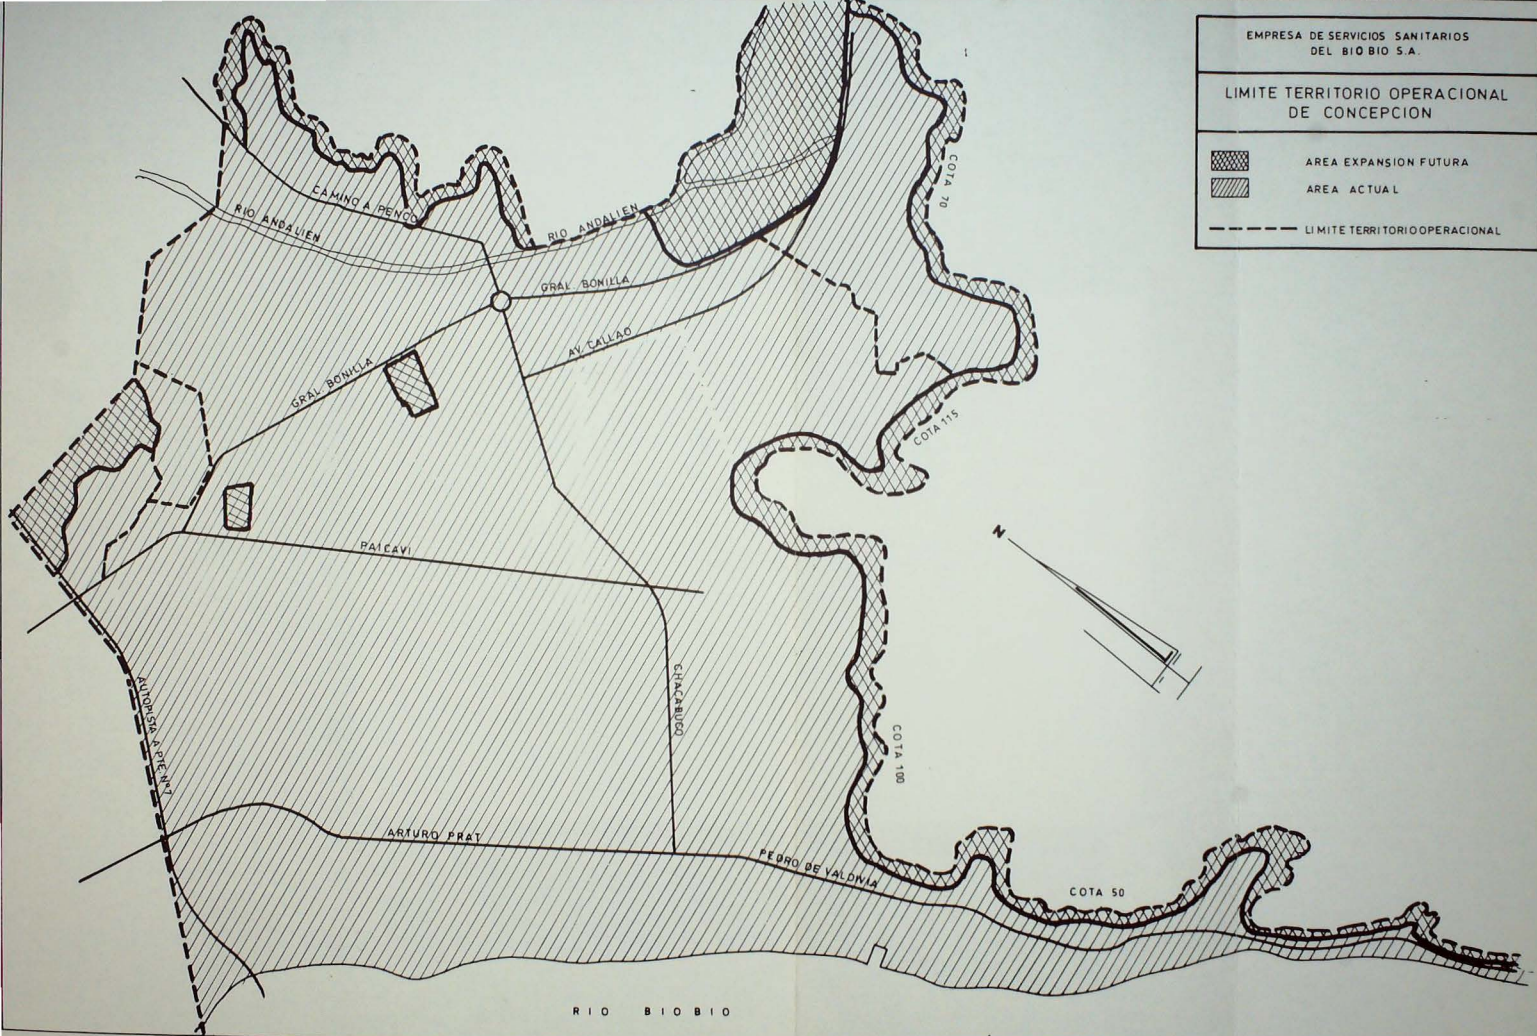 EMPRESA DE SERVICIOS SANITARIOS
DEL BIO BIO S.A.
LIMITE TERRITORIO OPERACIONAL
DE CONCEPCION
AREA EXPANSION FUTURA
AREA ACTUAL
LIMITE TERRITORIO OPERACIONAL
CAMINO A PENCO
RIO ANDALIEN
RIO ANDALIEN
COTA 70
GRAL. BONILLA
AV. CALLAO
GRAL. BONILLA
COTA 115
N
PAICAVI
CHACABUCO
AUTOPISTA A PTE. Nº7
COTA 100
ARTURO PRAT
PEDRO DE VALDIVIA
COTA 50
RIO BIOBIO